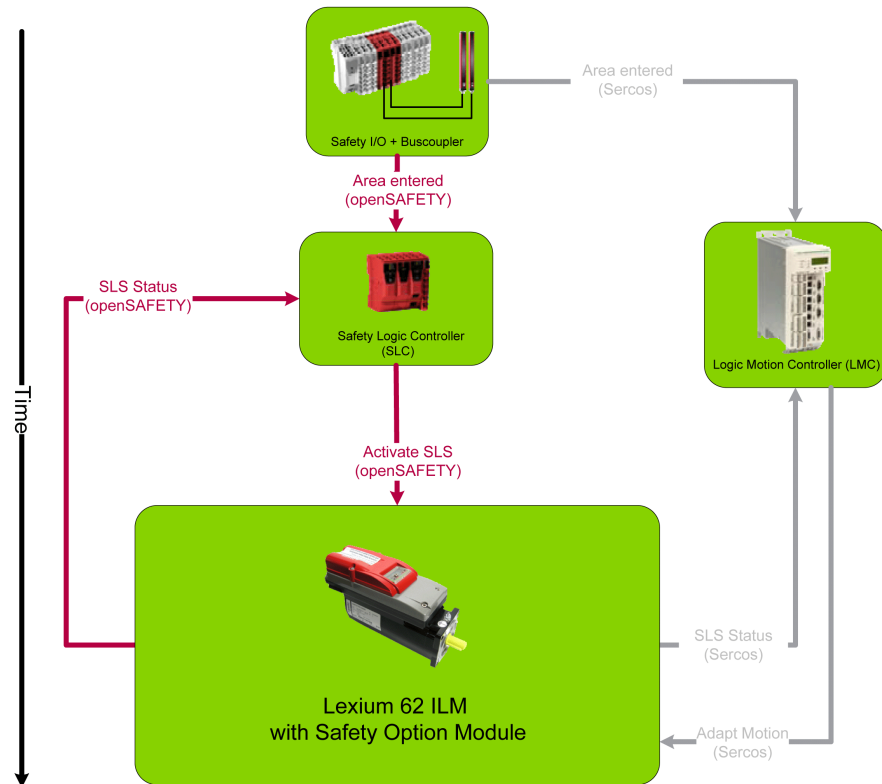 Area entered
(Sercos)
Safety I/O + Buscoupler
Area entered
(openSAFETY)
SLS Status
(openSAFETY)
Safety Logic Controller
(SLC)
Logic Motion Controller (LMC)
Time
Activate SLS
(openSAFETY)
SLS Status
(Sercos)
Lexium 62 ILM
with Safety Option Module
Adapt Motion
(Sercos)